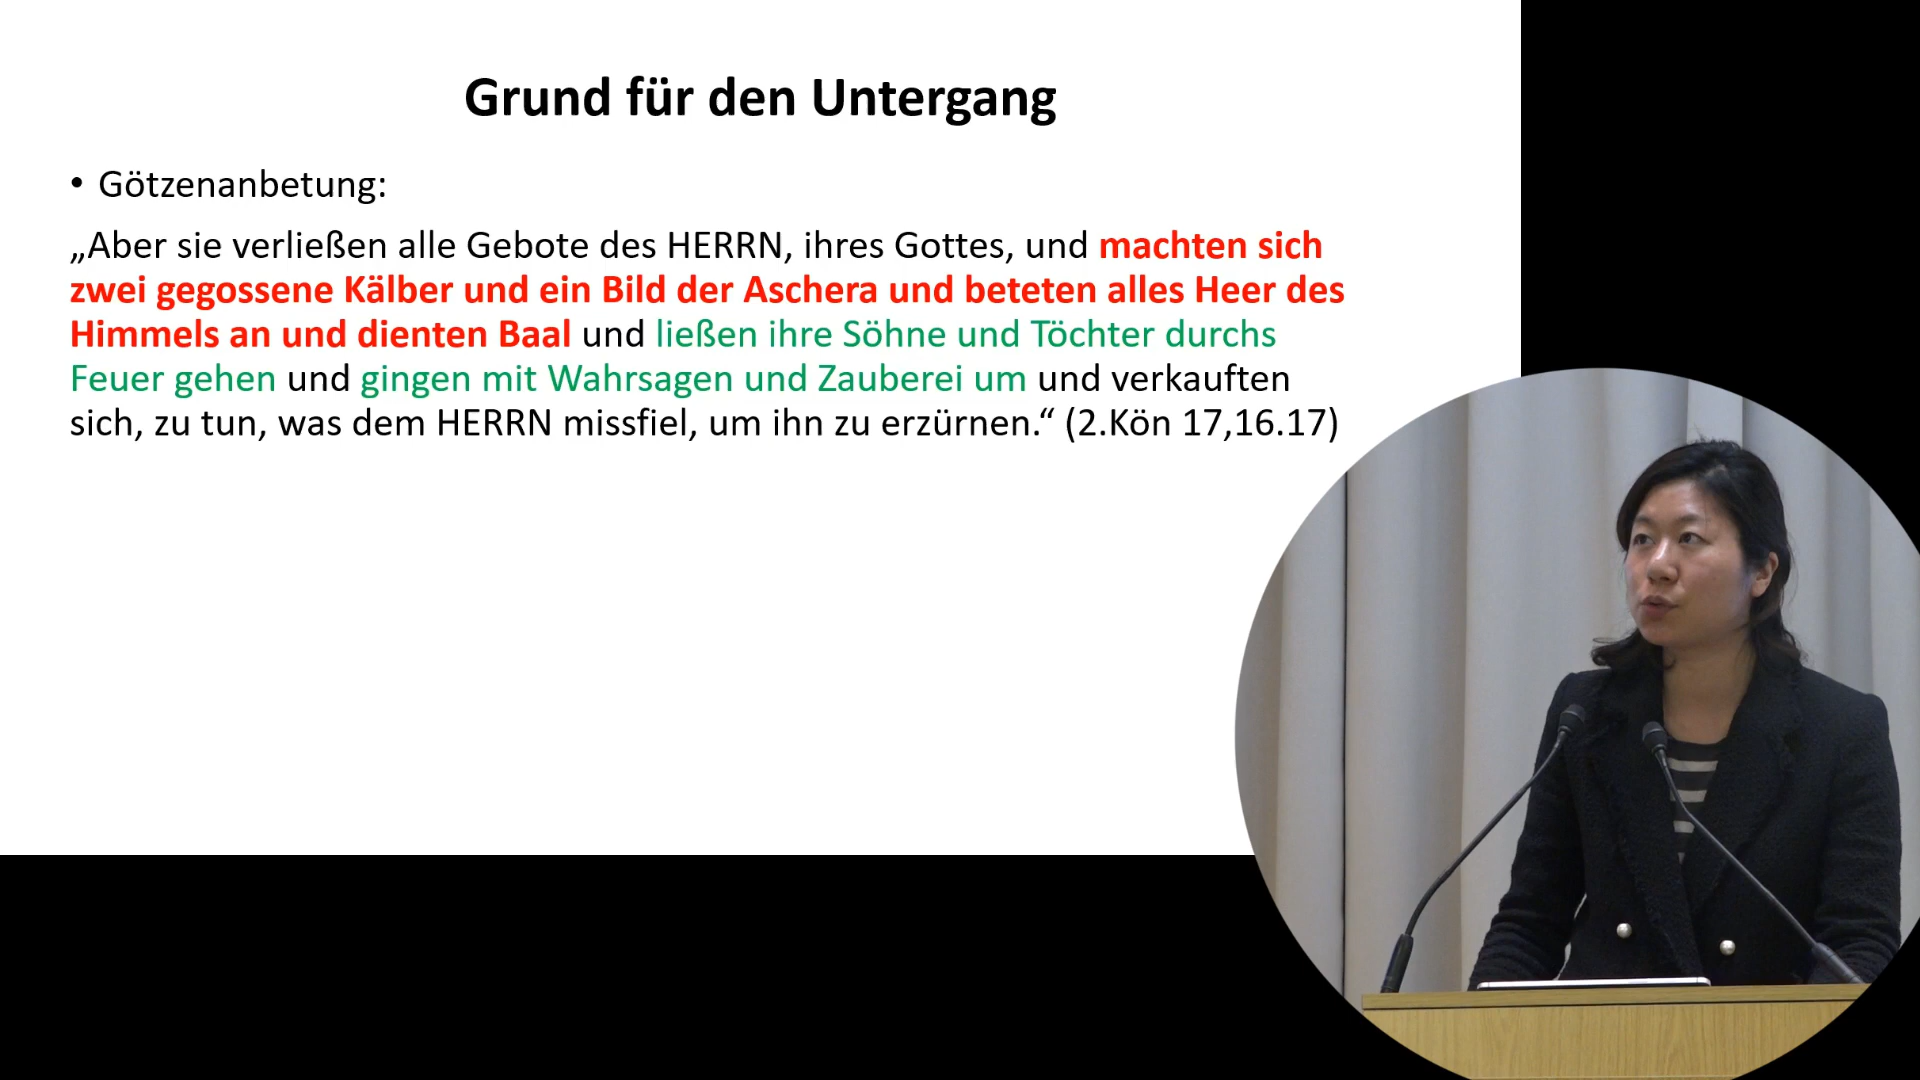 Grund für den Untergang
• Götzenanbetung:
„Aber sie verließen alle Gebote des HERRN, ihres Gottes, und machten sich
zwei gegossene Kälber und ein Bild der Aschera und beteten alles Heer des
Himmels an und dienten Baal und ließen ihre Söhne und Töchter durchs
Feuer gehen und gingen mit Wahrsagen und Zauberei um und verkauften
sich, zu tun, was dem HERRN missfiel, um ihn zu erzürnen.“ (2.Kön 17,16.17)